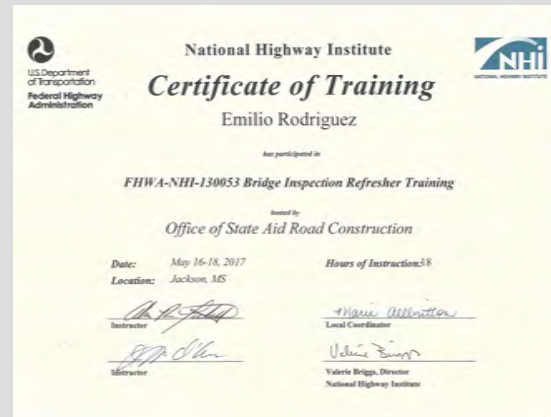 U.S. Department
of Transportation
Federal Highway
Administration
National Highway Institute
NHI
NATIONAL HIGHWAY INSTITUTE
Certificate of Training
Emilio Rodriguez
has participated in
FHWA-NHI-130053 Bridge Inspection Refresher Training
hosted by
Office of State Aid Road Construction
Date: May 16-18, 2017
Hours of Instruction:
Location: Jackson, MS
Instructor
Marie
Local Coordinator
Instructor
Valerie Briggs
Valerie Briggs, Director
National Highway Institute